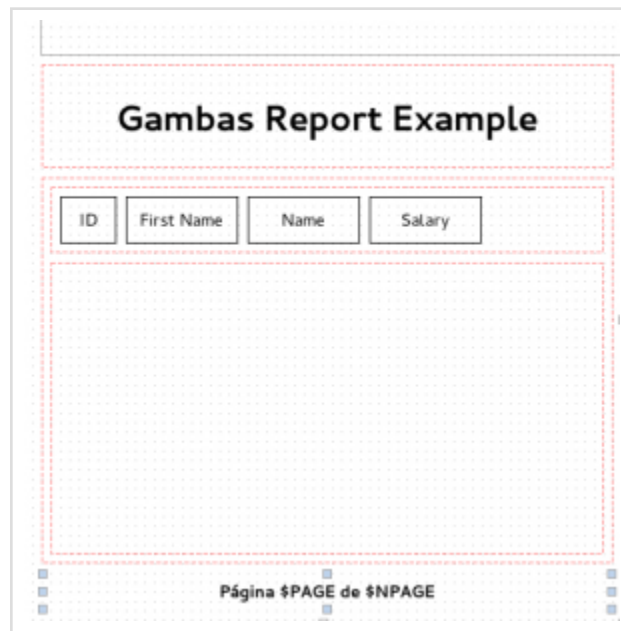 Gambas Report Example
ID First Name Name Salary
Página $PAGE de $NPAGE